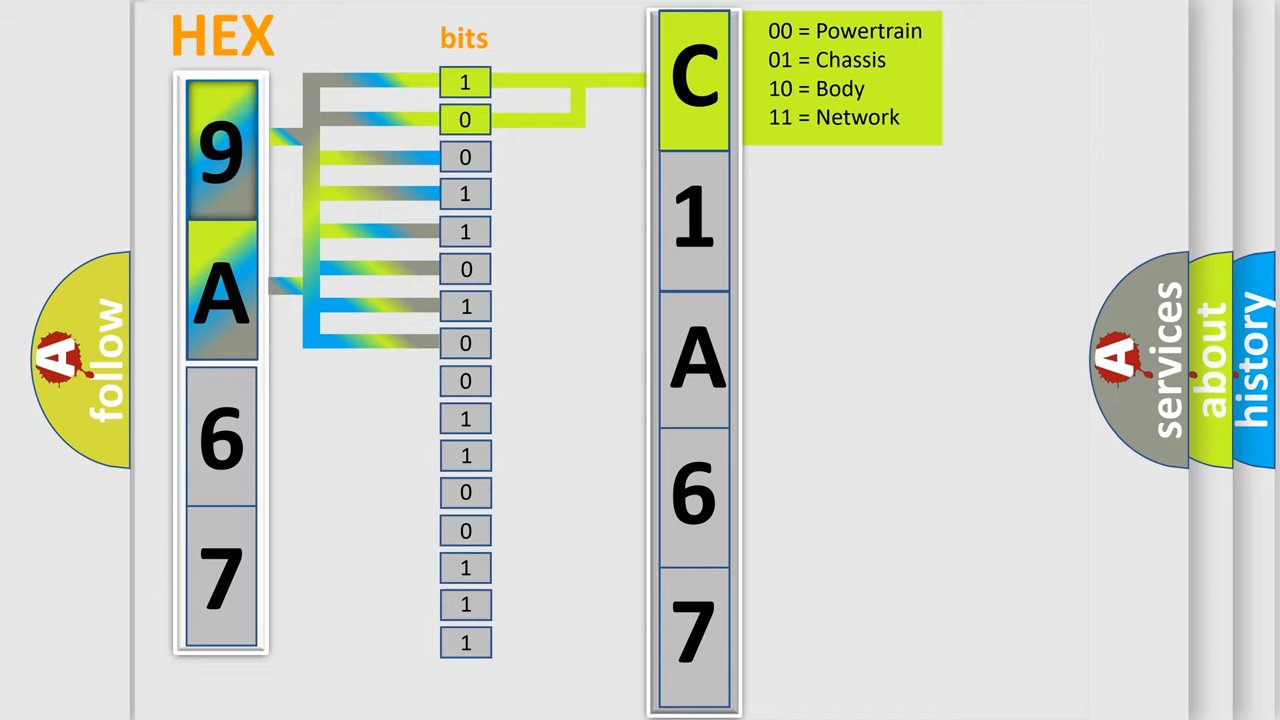 HEX
bits
9
A
6
7
1
0
0
1
1
0
1
0
0
1
1
0
0
1
1
1
C
1
A
6
7
00 = Powertrain
01 = Chassis
10 = Body
11 = Network
A
follow
A
services
about
history